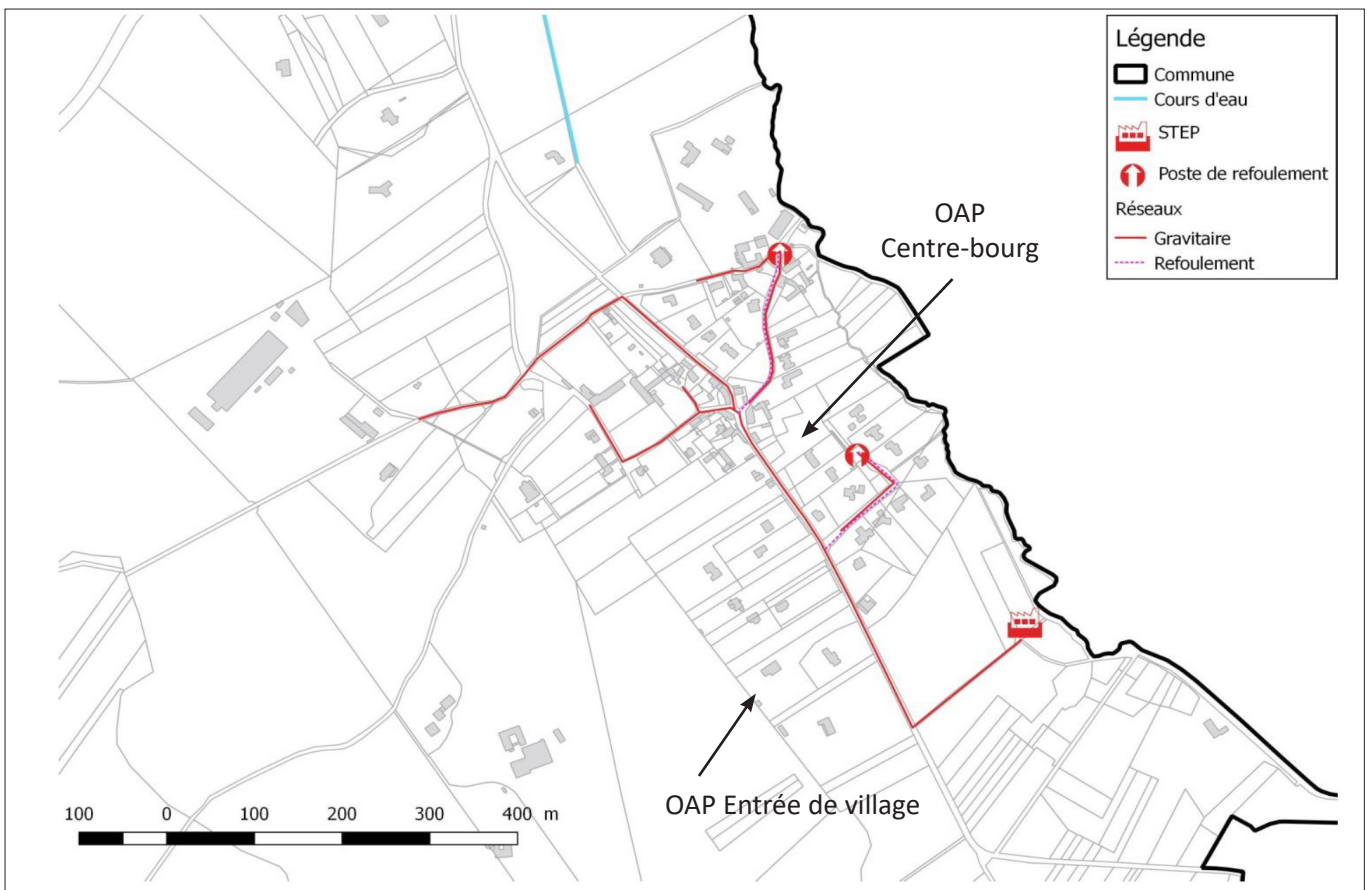 Légende
Commune
Cours d'eau
STEP
Poste de refoulement
Réseaux
Gravitaire
Refoulement
OAP
Centre-bourg
OAP Entrée de village
100 0 100 200 300 400 m